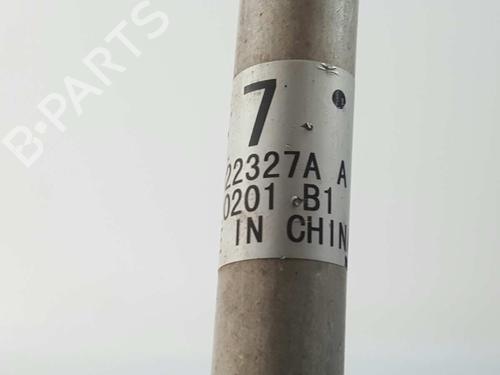 B-PARTS
7
22327A A
0201 B1
IN CHIN